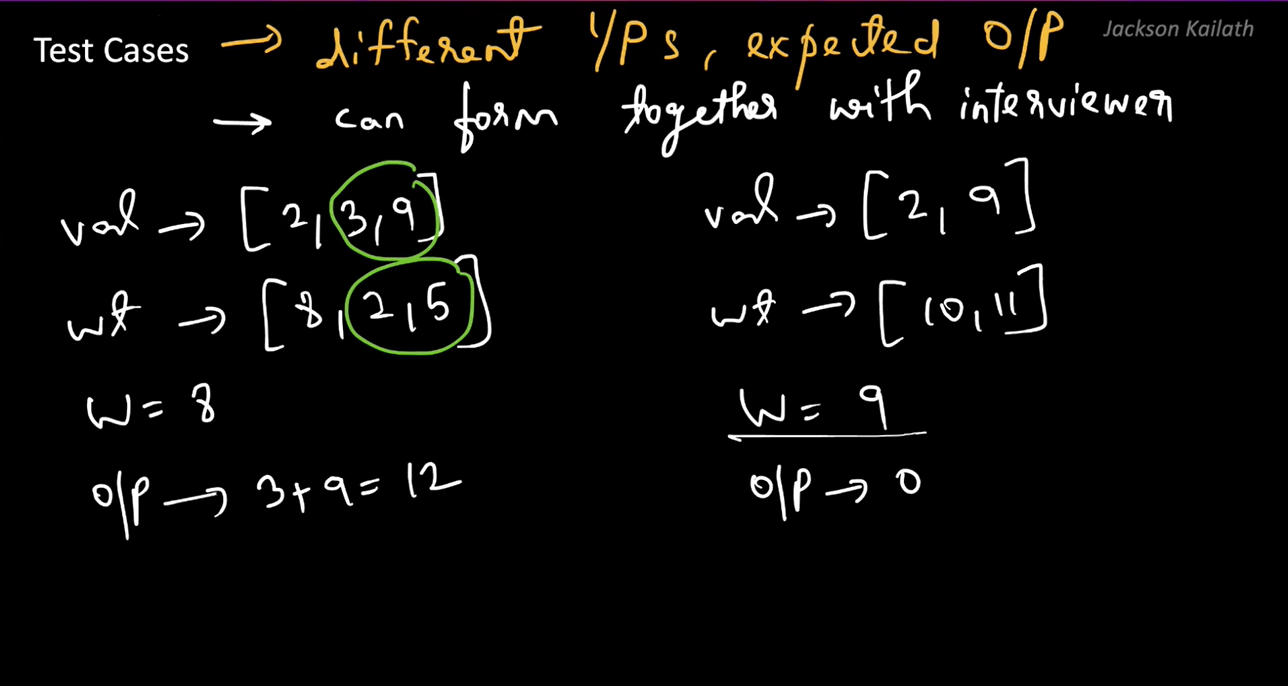 Test Cases → different I/Ps, expected O/P
Jackson Kailath
→ can form together with interviewer
val → [2, 3, 9]
wt → [8, 2, 5]
W = 8
O/P → 3 + 9 = 12
val → [2, 9]
wt → [10, 11]
W = 9
O/P → 0